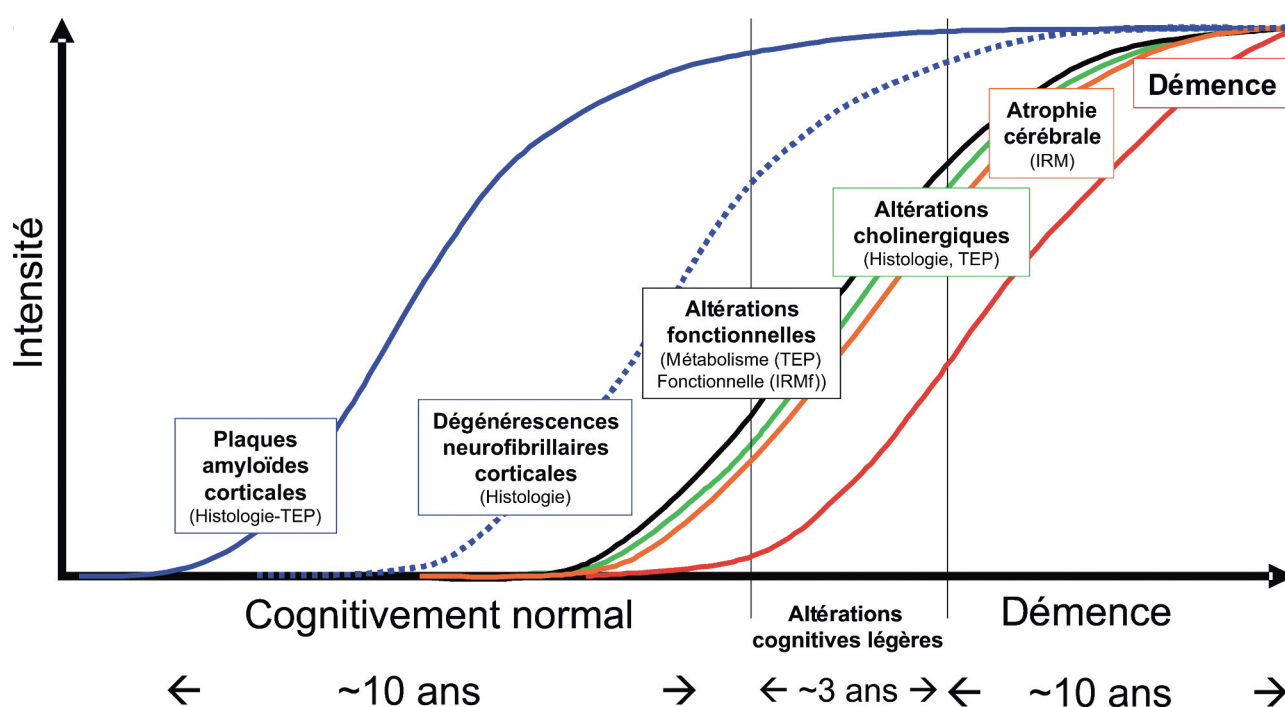 Intensité
Plaques
amyloïdes
corticales
(Histologie-TEP)
Dégénérescences
neurofibrillaires
corticales
(Histologie)
Altérations
fonctionnelles
(Métabolisme (TEP)
Fonctionnelle (IRMf))
Altérations
cholinergiques
(Histologie, TEP)
Atrophie
cérébrale
(IRM)
Démence
Cognitivement normal
Altérations
cognitives légères
Démence
~10 ans
~3 ans
~10 ans